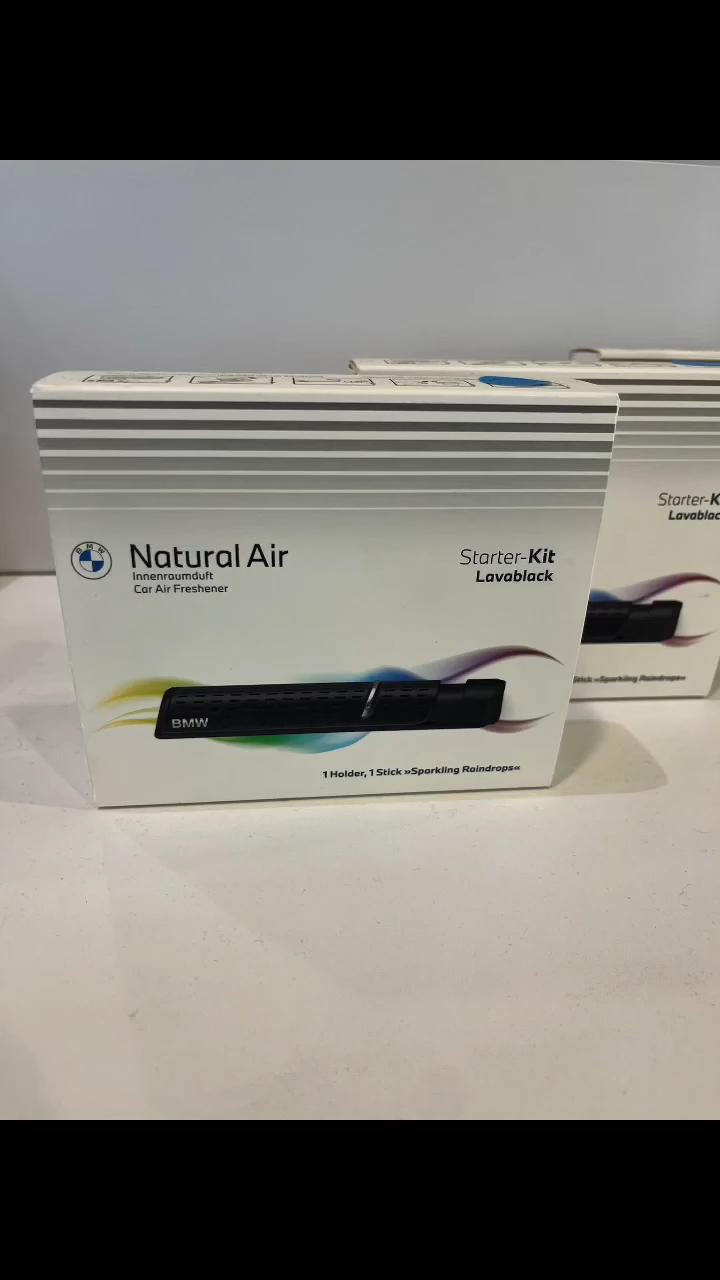 BMW
Natural Air
Innenraumduft
Car Air Freshener
Starter-Kit
Lavablack
BMW
1 Holder, 1 Stick »Sparkling Raindrops«
Starter-K
Lavablac
Stick »Sparkling Raindrops«